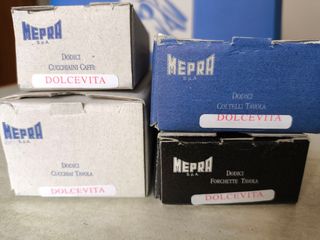 MEPRA
S.p.A.
DODICI
CUCCHIAINI CAFFE'
DOLCEVITA
MEPRA
S.p.A.
DODICI
COLTELLI TAVOLA
DOLCEVITA
MEPRA
S.p.A.
DODICI
CUCCHIAI TAVOLA
DOLCEVITA
MEPRA
S.p.A.
DODICI
FORCHETTE TAVOLA
DOLCEVITA